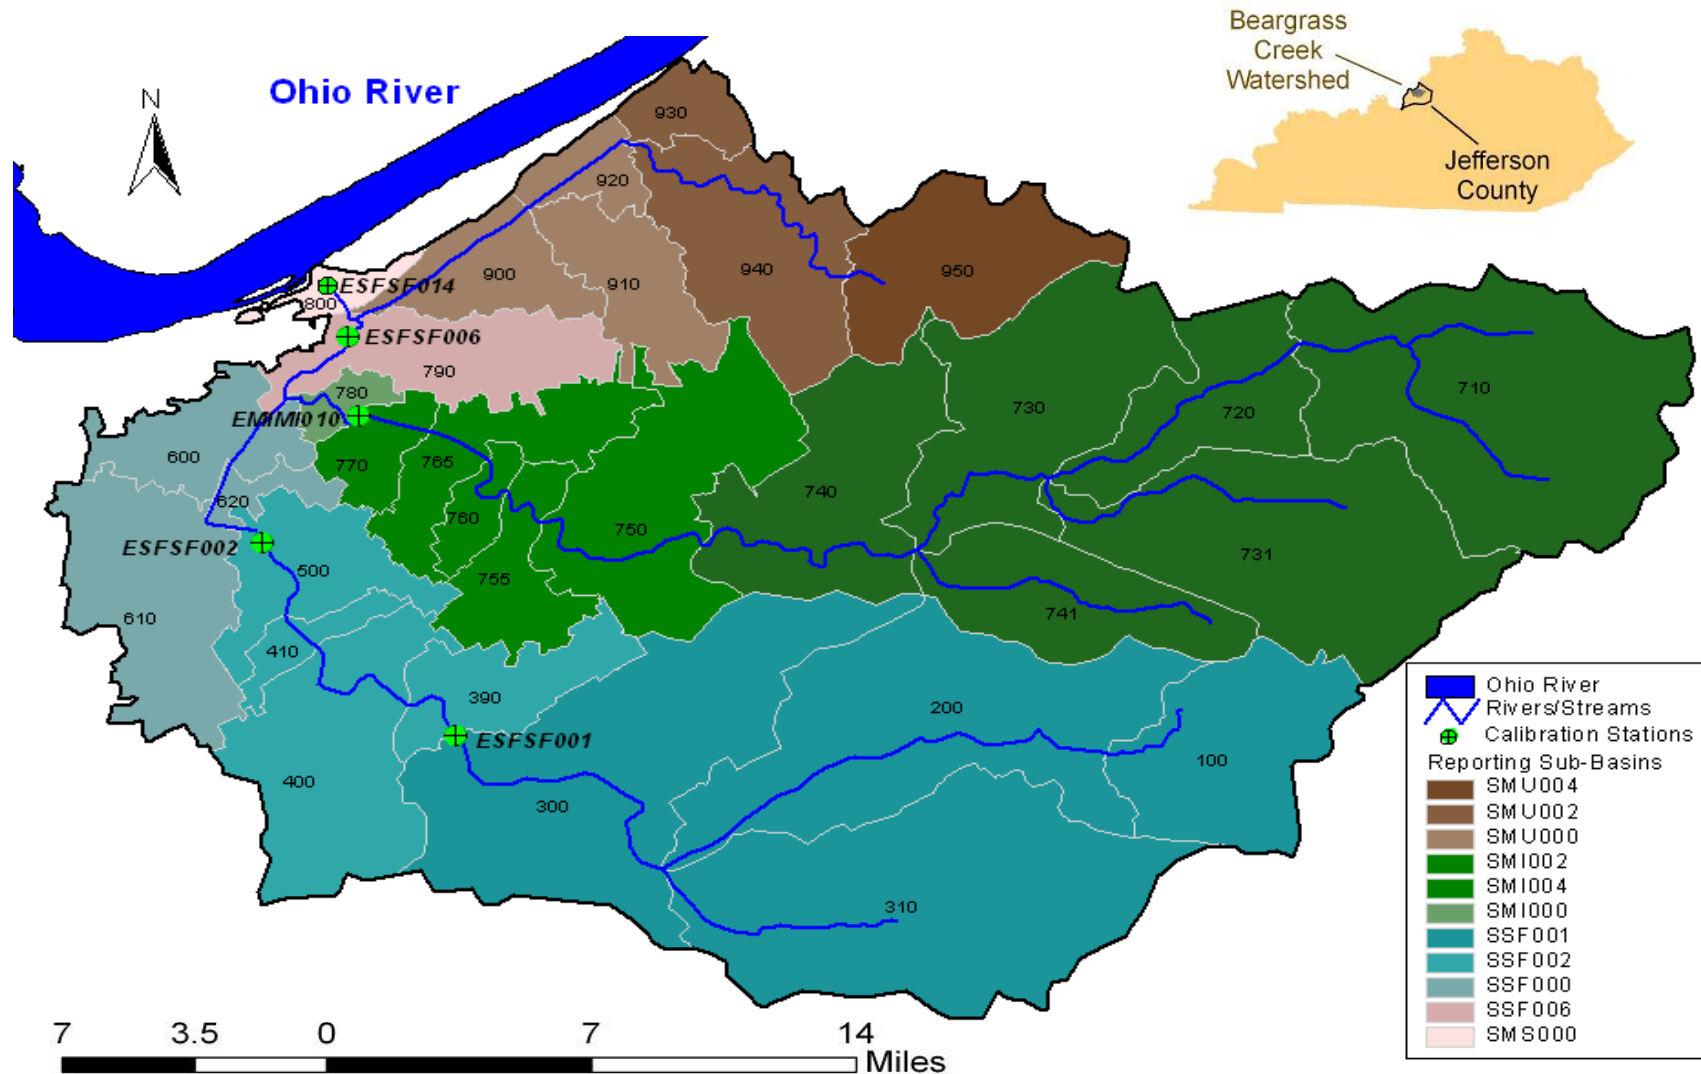 Beargrass
Creek
Watershed
Jefferson
County
Ohio River
N
930
920
940
950
900
910
ESFSF014
800
ESFSF006
790
780
EMIMI010
710
730
720
600
770
765
740
620
760
750
ESFSF002
500
755
731
610
741
410
390
200
ESFSF001
100
400
300
310
Ohio River
Rivers/Streams
Calibration Stations
Reporting Sub-Basins
SMU004
SMU002
SMU000
SMI002
SMI004
SMI000
SSF001
SSF002
SSF000
SSF006
SMS000
7 3.5 0 7 14
Miles